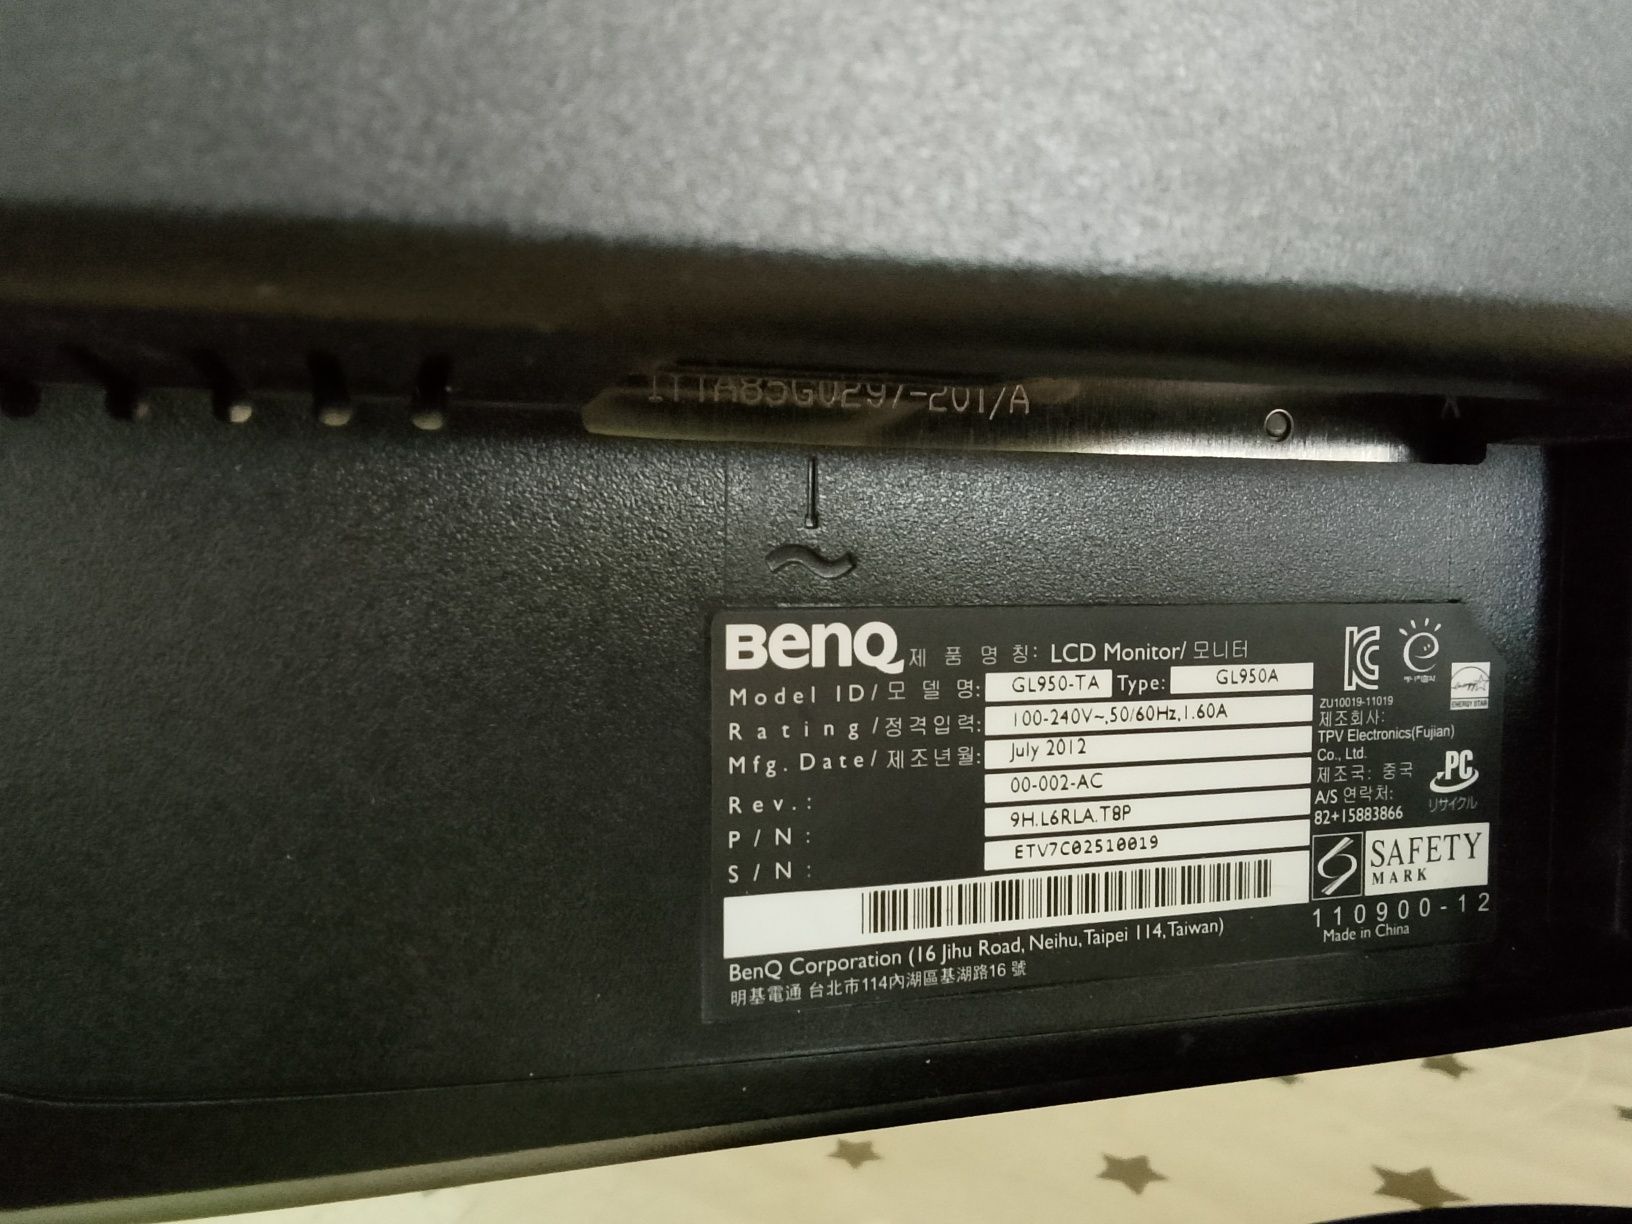 1TTA85G0297-201/A
BenQ 제 품 명 칭: LCD Monitor/모니터
Model ID/모 델 명: GL950-TA Type: GL950A
Rating/정격입력: 100-240V~,50/60Hz,1.60A
Mfg. Date/제조년월: July 2012
Rev.: 00-002-AC
P/N: 9H.L6RLA.T8P
S/N: ETV7C02510019
BenQ Corporation (16 Jihu Road, Neihu, Taipei 114, Taiwan)
明基電通 台北市114內湖區基湖路16 號
ENERGY STAR
ZU10019-11019
제조회사:
TPV Electronics(Fujian)
Co., Ltd.
제조국: 중국
A/S 연락처:
82+15883866
PC
リサイクル
SAFETY
MARK
110900-12
Made in China